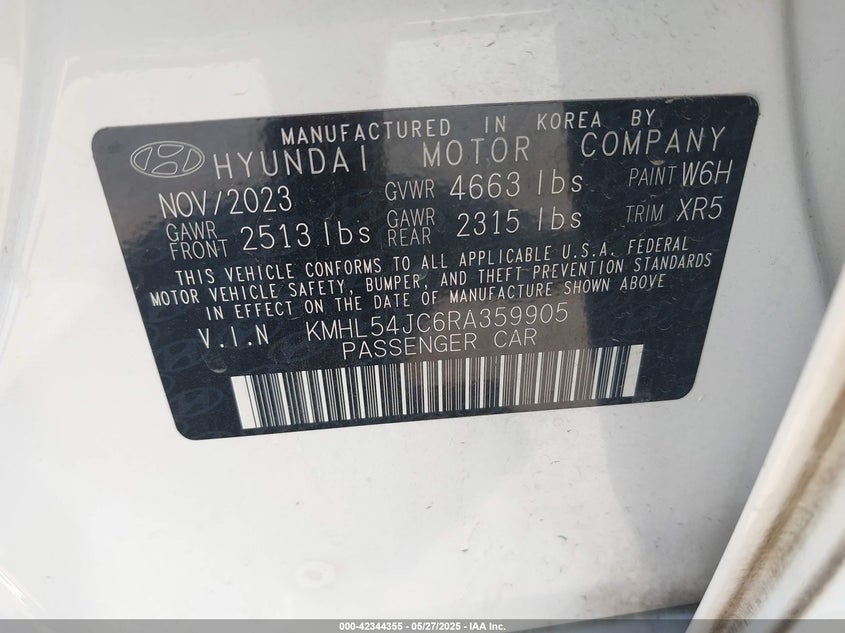 MANUFACTURED IN KOREA BY
HYUNDAI MOTOR COMPANY
NOV/2023 GVWR 4663 lbs PAINT W6H
GAWR FRONT 2513 lbs GAWR REAR 2315 lbs TRIM XR5
THIS VEHICLE CONFORMS TO ALL APPLICABLE U.S.A. FEDERAL
MOTOR VEHICLE SAFETY, BUMPER, AND THEFT PREVENTION STANDARDS
IN EFFECT ON THE DATE OF MANUFACTURE SHOWN ABOVE
V.I.N KMHL54JC6RA359905
PASSENGER CAR
000-42344355 — 05/27/2025 — IAA Inc.